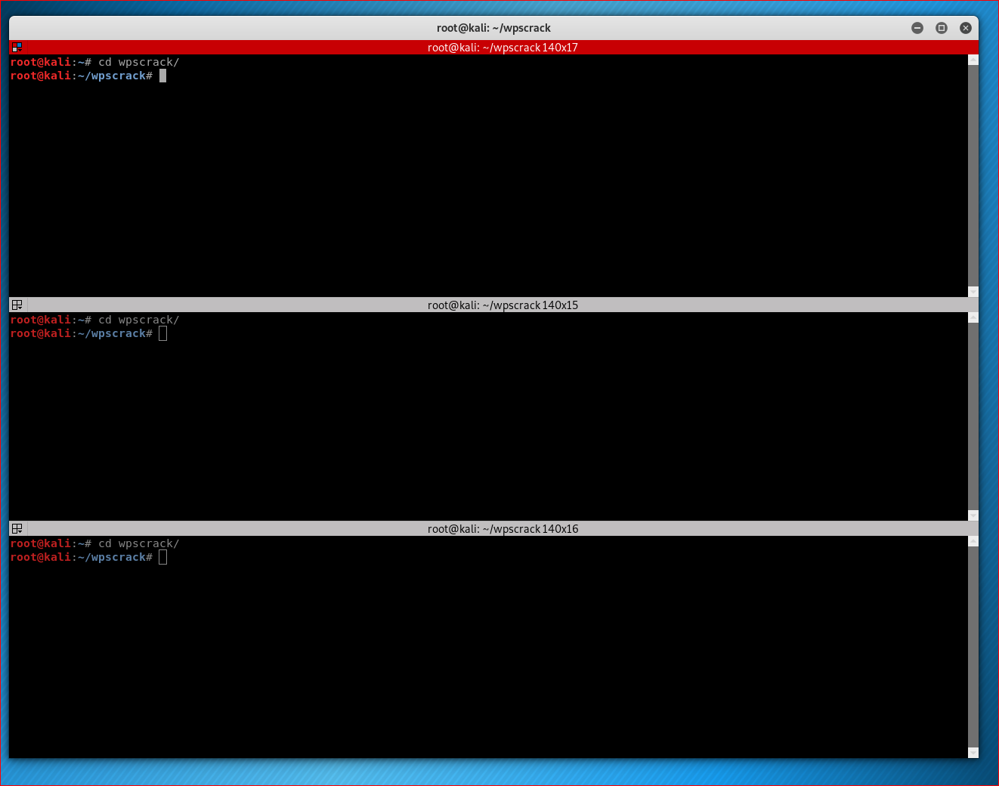 root@kali: ~/wpscrack
root@kali: ~/wpscrack 140x17
root@kali:~# cd wpscrack/
root@kali:~/wpscrack#
root@kali: ~/wpscrack 140x15
root@kali:~# cd wpscrack/
root@kali:~/wpscrack#
root@kali: ~/wpscrack 140x16
root@kali:~# cd wpscrack/
root@kali:~/wpscrack#